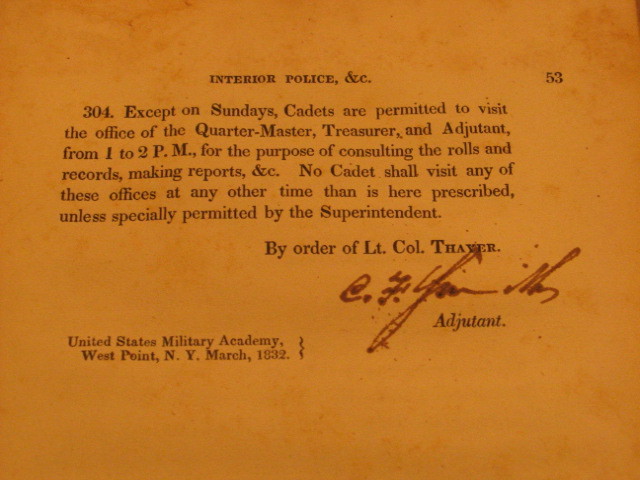 INTERIOR POLICE, &C. 53
304. Except on Sundays, Cadets are permitted to visit
the office of the Quarter-Master, Treasurer, and Adjutant,
from 1 to 2 P. M., for the purpose of consulting the rolls and
records, making reports, &c. No Cadet shall visit any of
these offices at any other time than is here prescribed,
unless specially permitted by the Superintendent.
By order of Lt. Col. THAYER.
C. F. Smith
Adjutant.
United States Military Academy,
West Point, N. Y. March, 1832. }